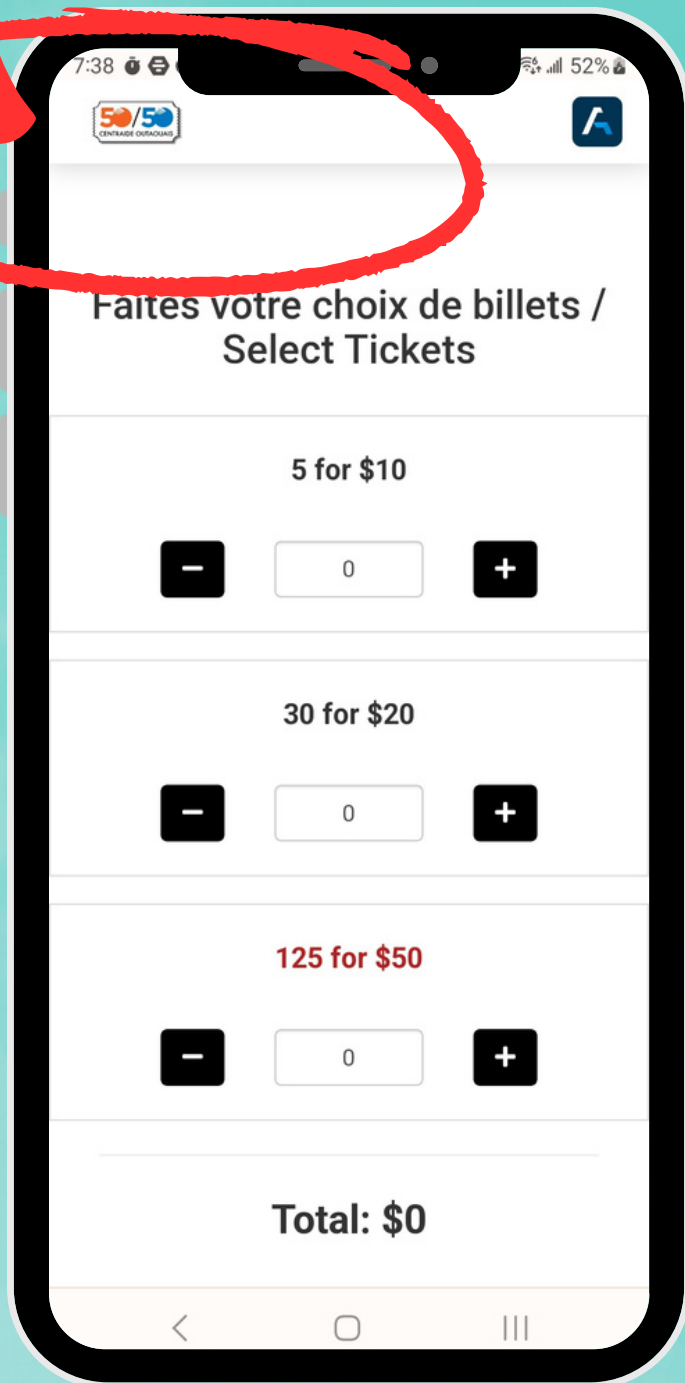 7:38
52%
50/50
CENTRAIDE OUTAOUAIS
Faites votre choix de billets /
Select Tickets
5 for $10
0
30 for $20
0
125 for $50
0
Total: $0